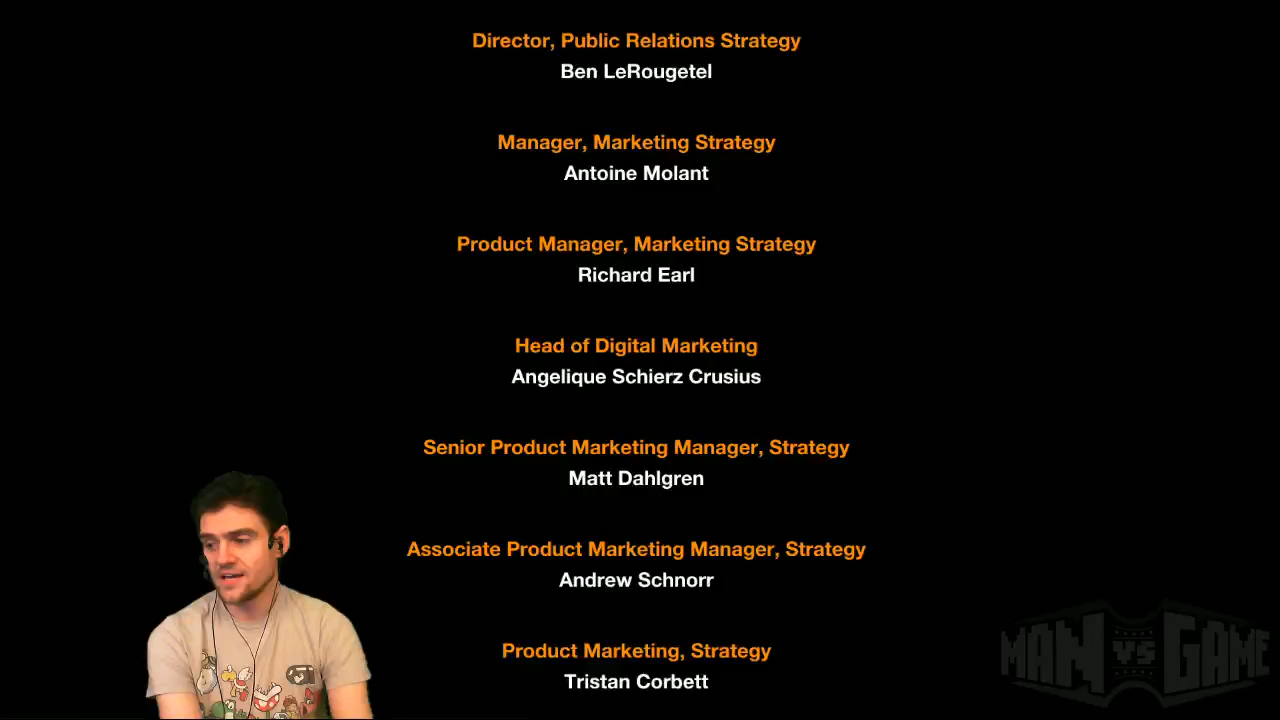 Director, Public Relations Strategy
Ben LeRougetel
Manager, Marketing Strategy
Antoine Molant
Product Manager, Marketing Strategy
Richard Earl
Head of Digital Marketing
Angelique Schierz Crusius
Senior Product Marketing Manager, Strategy
Matt Dahlgren
Associate Product Marketing Manager, Strategy
Andrew Schnorr
Product Marketing, Strategy
Tristan Corbett
MAN VS GAME